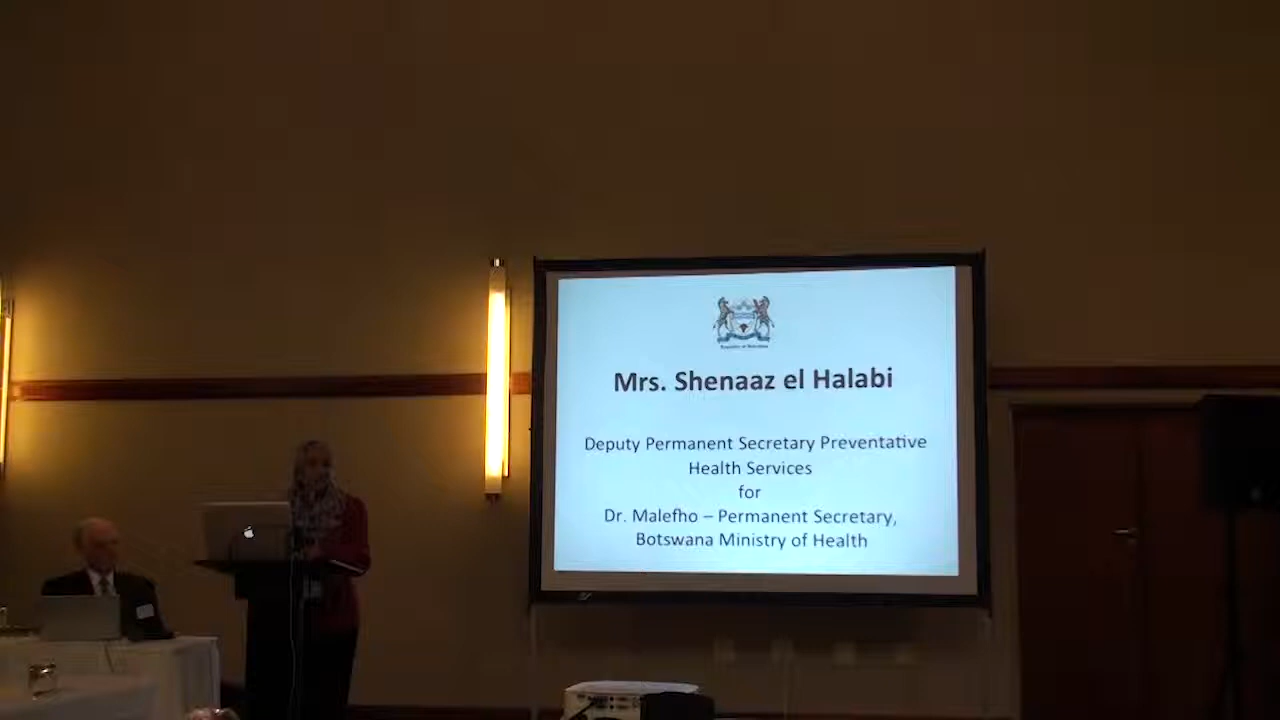 Mrs. Shenaaz el Halabi
Deputy Permanent Secretary Preventative
Health Services
for
Dr. Malefho – Permanent Secretary,
Botswana Ministry of Health